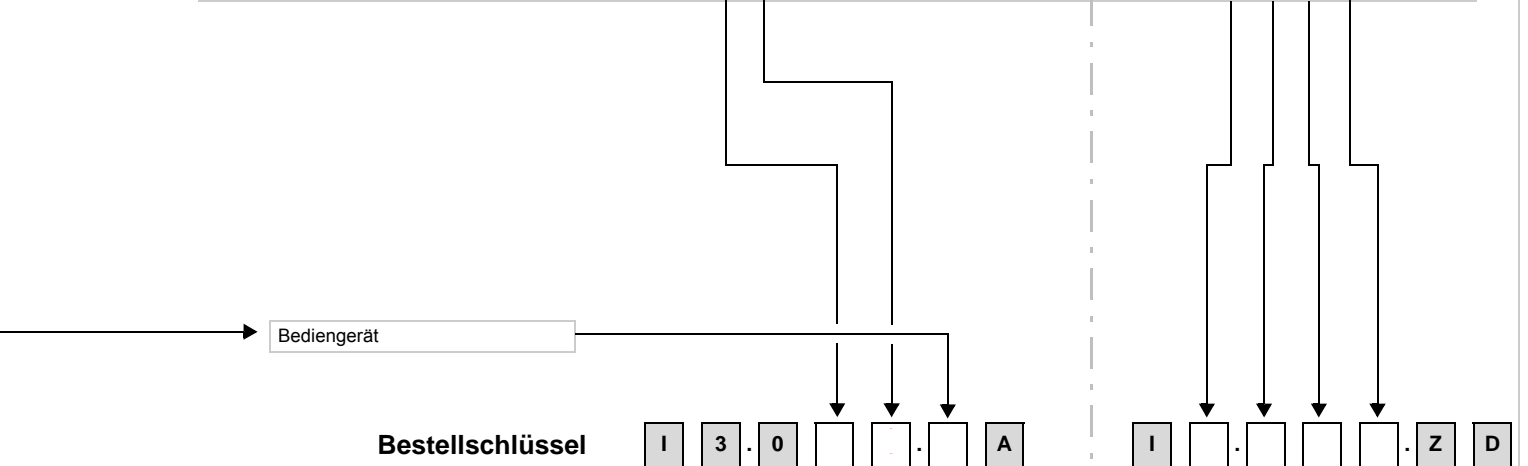 Bediengerät
Bestellschlüssel I 3 . 0 . A I . . Z D